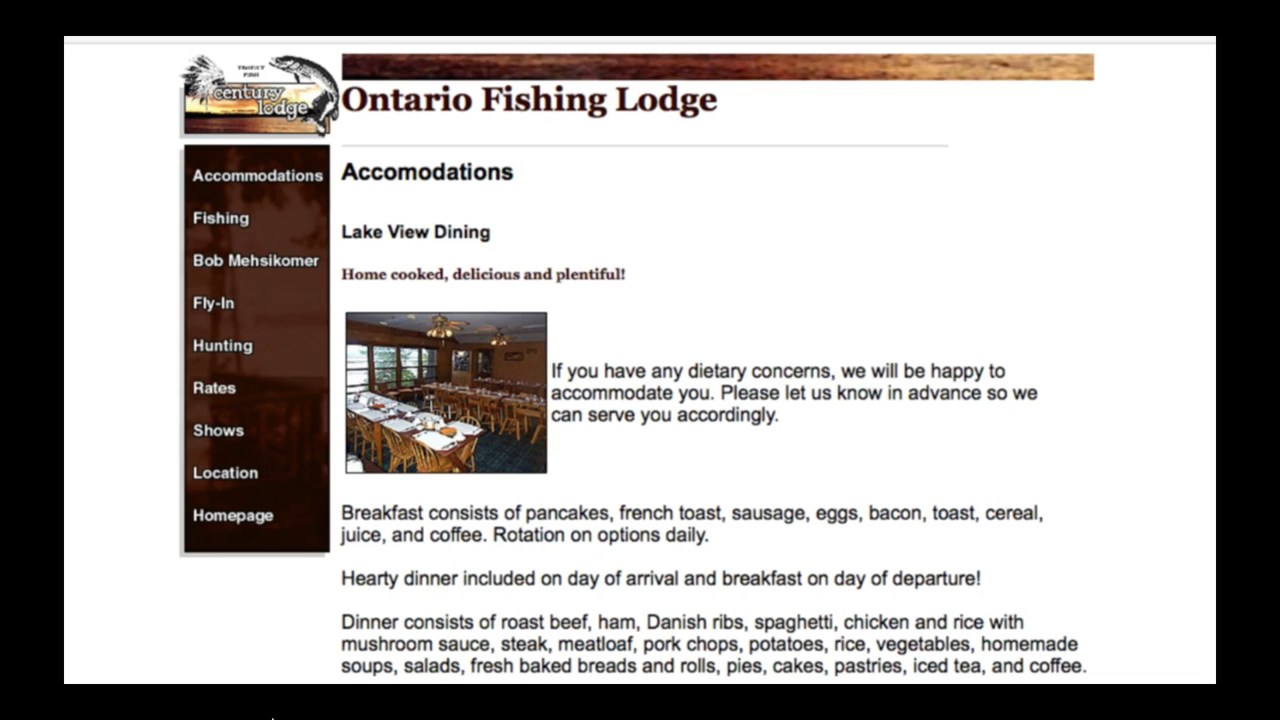 TROPHY
FISH
century
lodge
Ontario Fishing Lodge
Accommodations
Fishing
Bob Mehsikomer
Fly-In
Hunting
Rates
Shows
Location
Homepage
Accomodations
Lake View Dining
Home cooked, delicious and plentiful!
If you have any dietary concerns, we will be happy to
accommodate you. Please let us know in advance so we
can serve you accordingly.
Breakfast consists of pancakes, french toast, sausage, eggs, bacon, toast, cereal,
juice, and coffee. Rotation on options daily.
Hearty dinner included on day of arrival and breakfast on day of departure!
Dinner consists of roast beef, ham, Danish ribs, spaghetti, chicken and rice with
mushroom sauce, steak, meatloaf, pork chops, potatoes, rice, vegetables, homemade
soups, salads, fresh baked breads and rolls, pies, cakes, pastries, iced tea, and coffee.